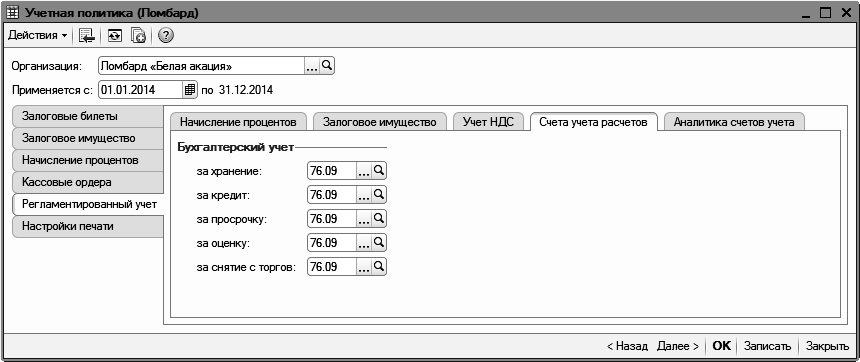 Учетная политика (Ломбард)
Действия
Организация: Ломбард «Белая акация» ...
Применяется с: 01.01.2014 по 31.12.2014
Залоговые билеты
Залоговое имущество
Начисление процентов
Кассовые ордера
Регламентированный учет
Настройки печати
Начисление процентов Залоговое имущество Учет НДС Счета учета расчетов Аналитика счетов учета
Бухгалтерский учет
за хранение: 76.09 ...
за кредит: 76.09 ...
за просрочку: 76.09 ...
за оценку: 76.09 ...
за снятие с торгов: 76.09 ...
< Назад Далее > OK Записать Закрыть